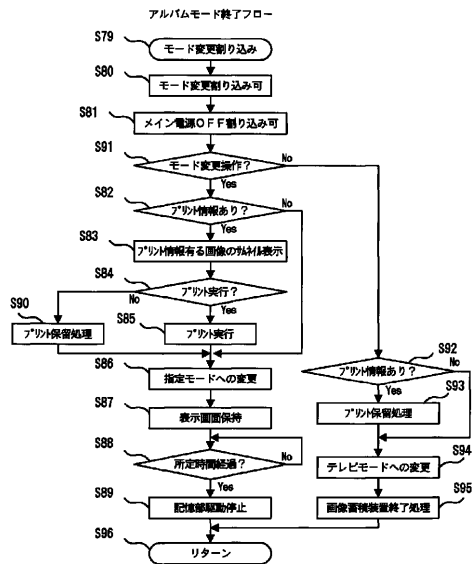 アルバムモード終了フロー
S79
モード変更割り込み
S80
モード変更割り込み可
S81
メイン電源OFF割り込み可
S91
モード変更操作?
No
Yes
S82
プリント情報あり?
No
Yes
S83
プリント情報有る画像のサムネイル表示
S84
プリント実行?
No
Yes
S90
プリント保留処理
S85
プリント実行
S86
指定モードへの変更
S87
表示画面保持
S88
所定時間経過?
No
Yes
S89
記憶部駆動停止
S92
プリント情報あり?
No
Yes
S93
プリント保留処理
S94
テレビモードへの変更
S95
画像蓄積装置終了処理
S96
リターン